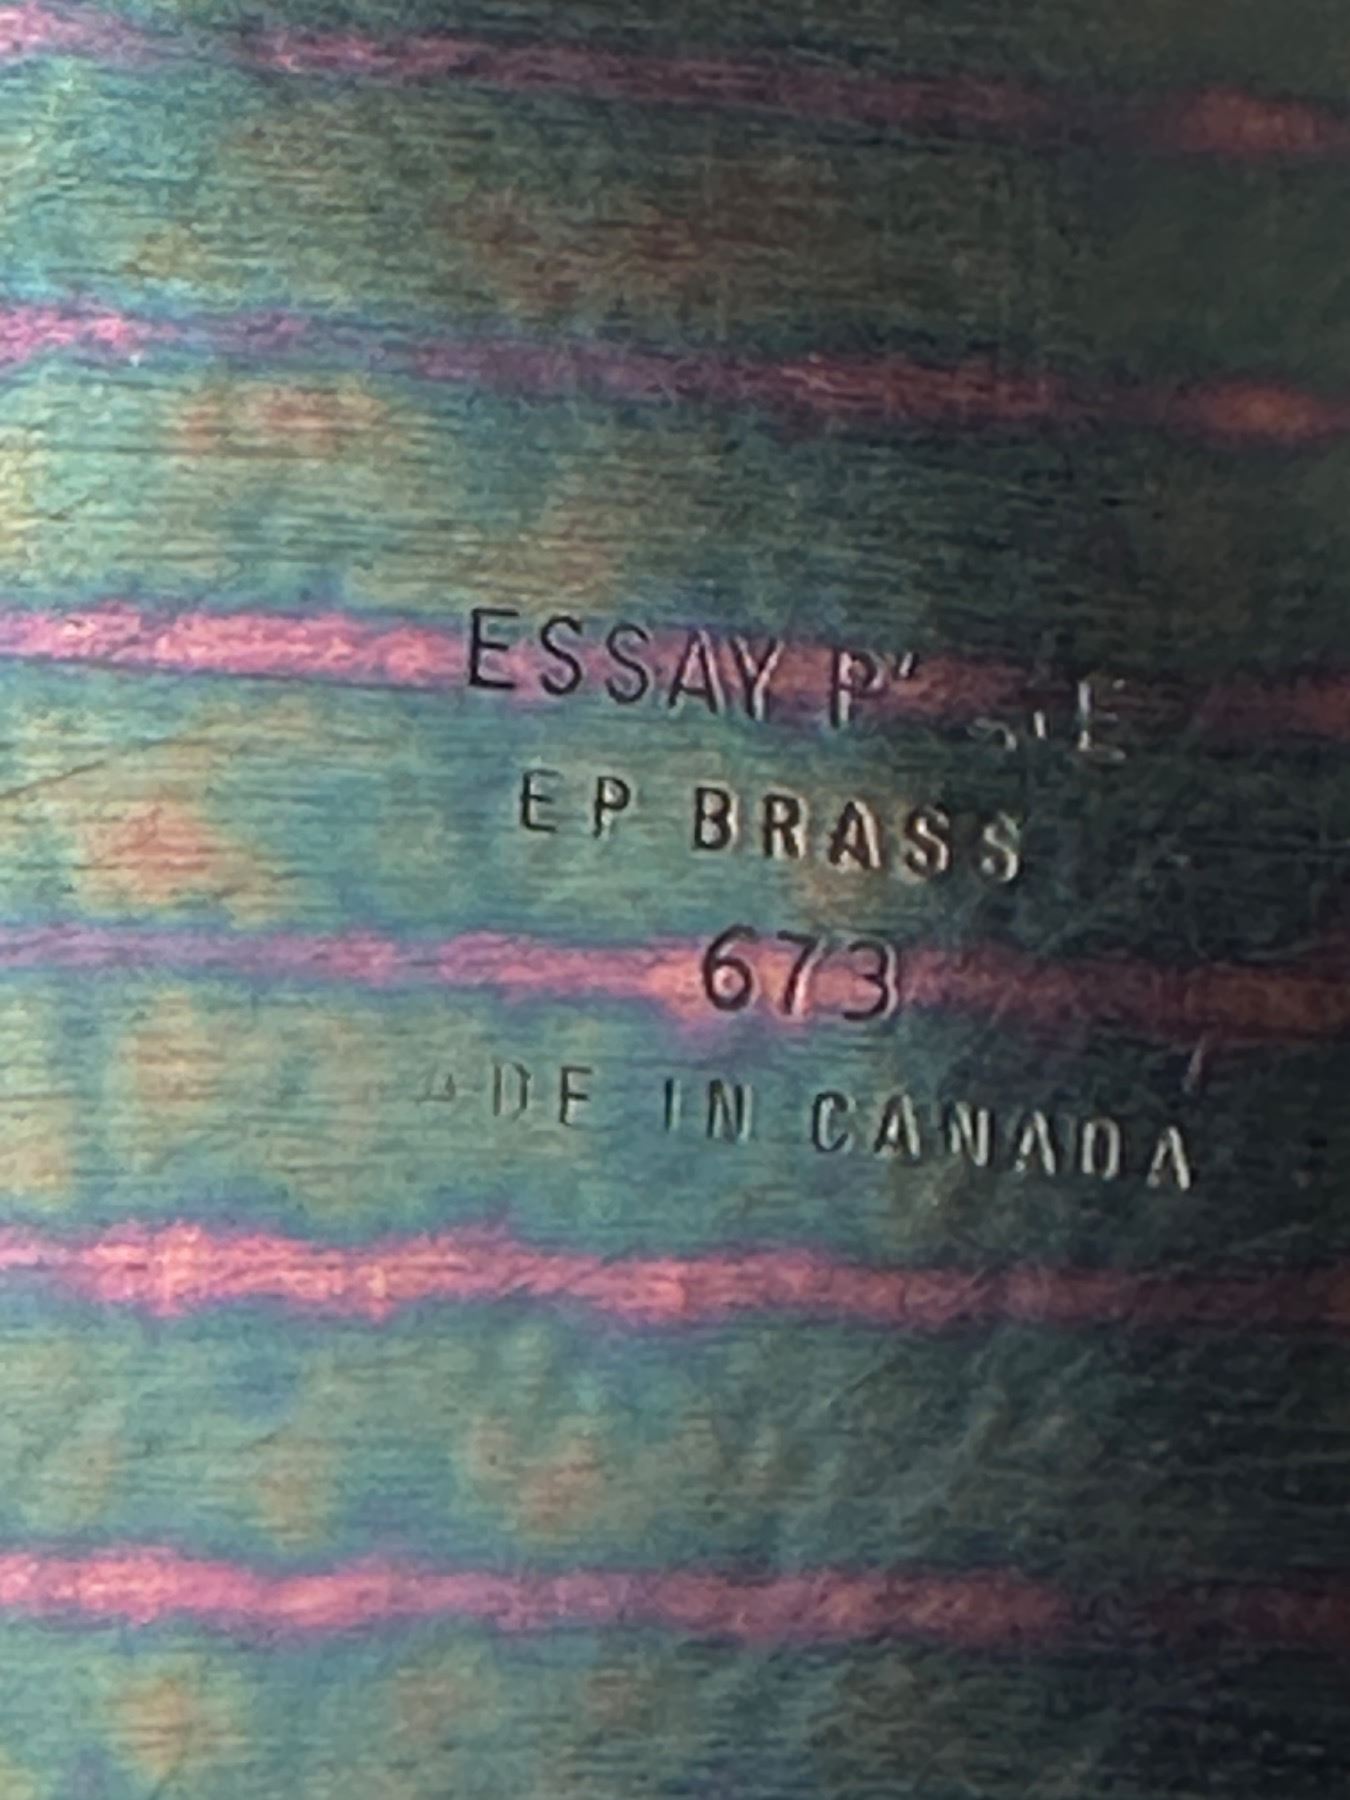 ESSAY
EP BRASS
673
IN CANADA